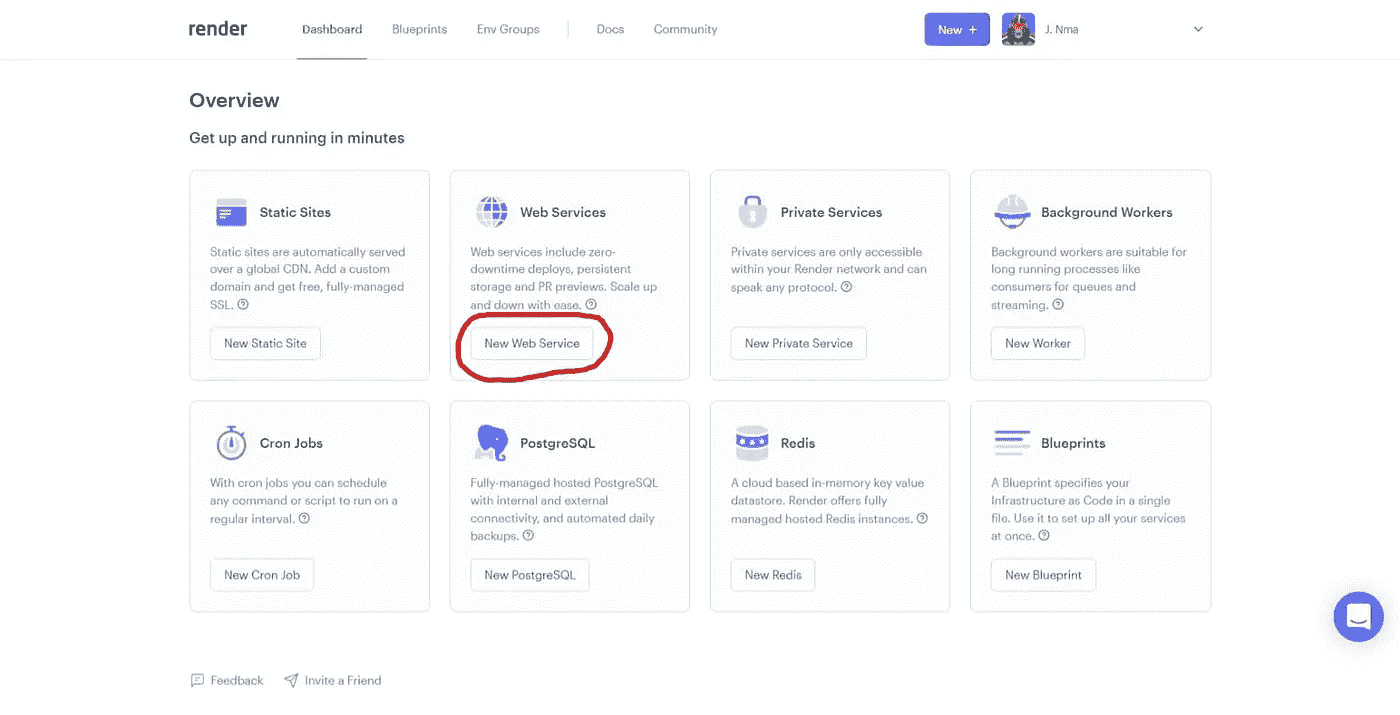 render Dashboard Blueprints Env Groups Docs Community New + J. Nma
Overview
Get up and running in minutes
Static Sites
Static sites are automatically served
over a global CDN. Add a custom
domain and get free, fully-managed
SSL.
New Static Site
Web Services
Web services include zero-
downtime deploys, persistent
storage and PR previews. Scale up
and down with ease.
New Web Service
Private Services
Private services are only accessible
within your Render network and can
speak any protocol.
New Private Service
Background Workers
Background workers are suitable for
long running processes like
consumers for queues and
streaming.
New Worker
Cron Jobs
With cron jobs you can schedule
any command or script to run on a
regular interval.
New Cron Job
PostgreSQL
Fully-managed hosted PostgreSQL
with internal and external
connectivity, and automated daily
backups.
New PostgreSQL
Redis
A cloud based in-memory key value
datastore. Render offers fully
managed hosted Redis instances.
New Redis
Blueprints
A Blueprint specifies your
Infrastructure as Code in a single
file. Use it to set up all your services
at once.
New Blueprint
Feedback Invite a Friend